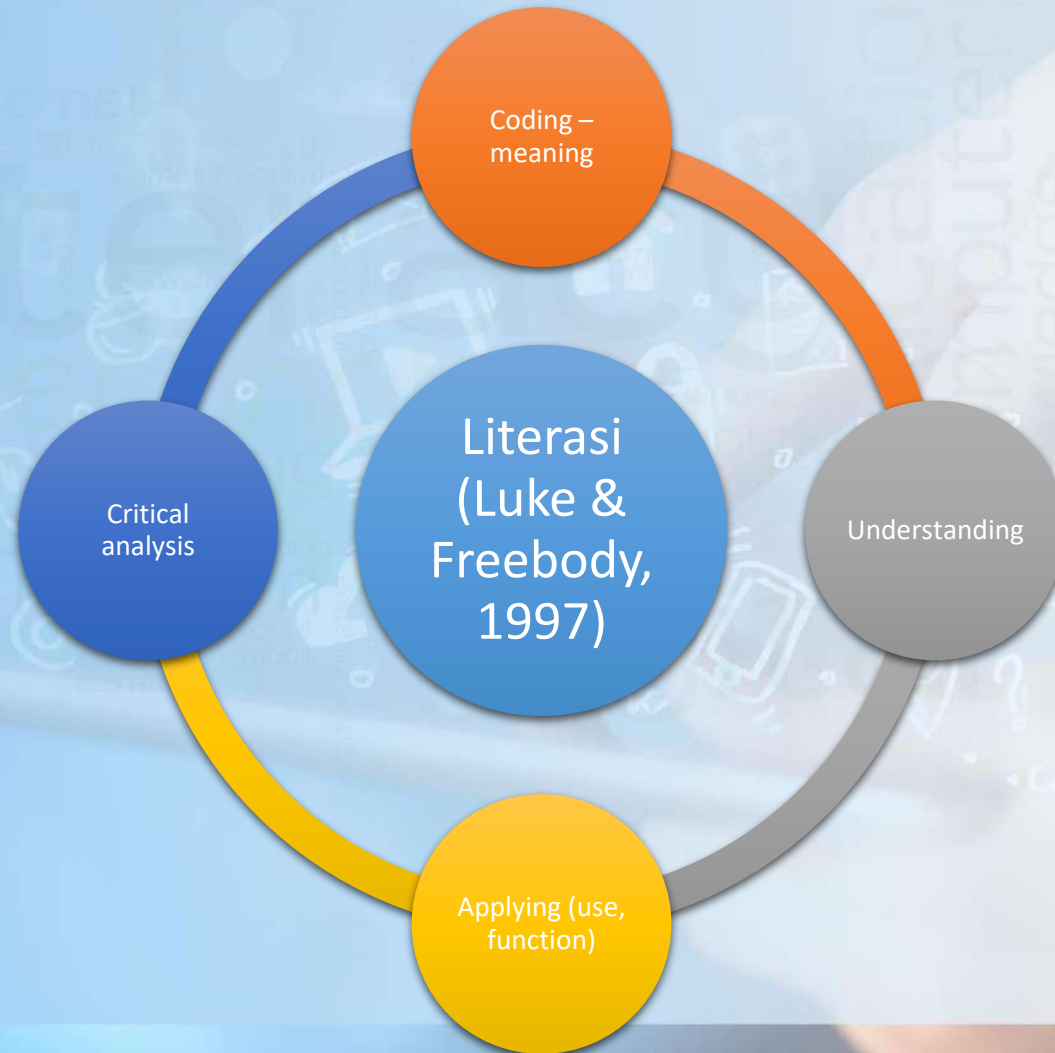 Coding –
meaning
Literasi
(Luke &
Freebody,
1997)
Critical
analysis
Understanding
Applying (use,
function)